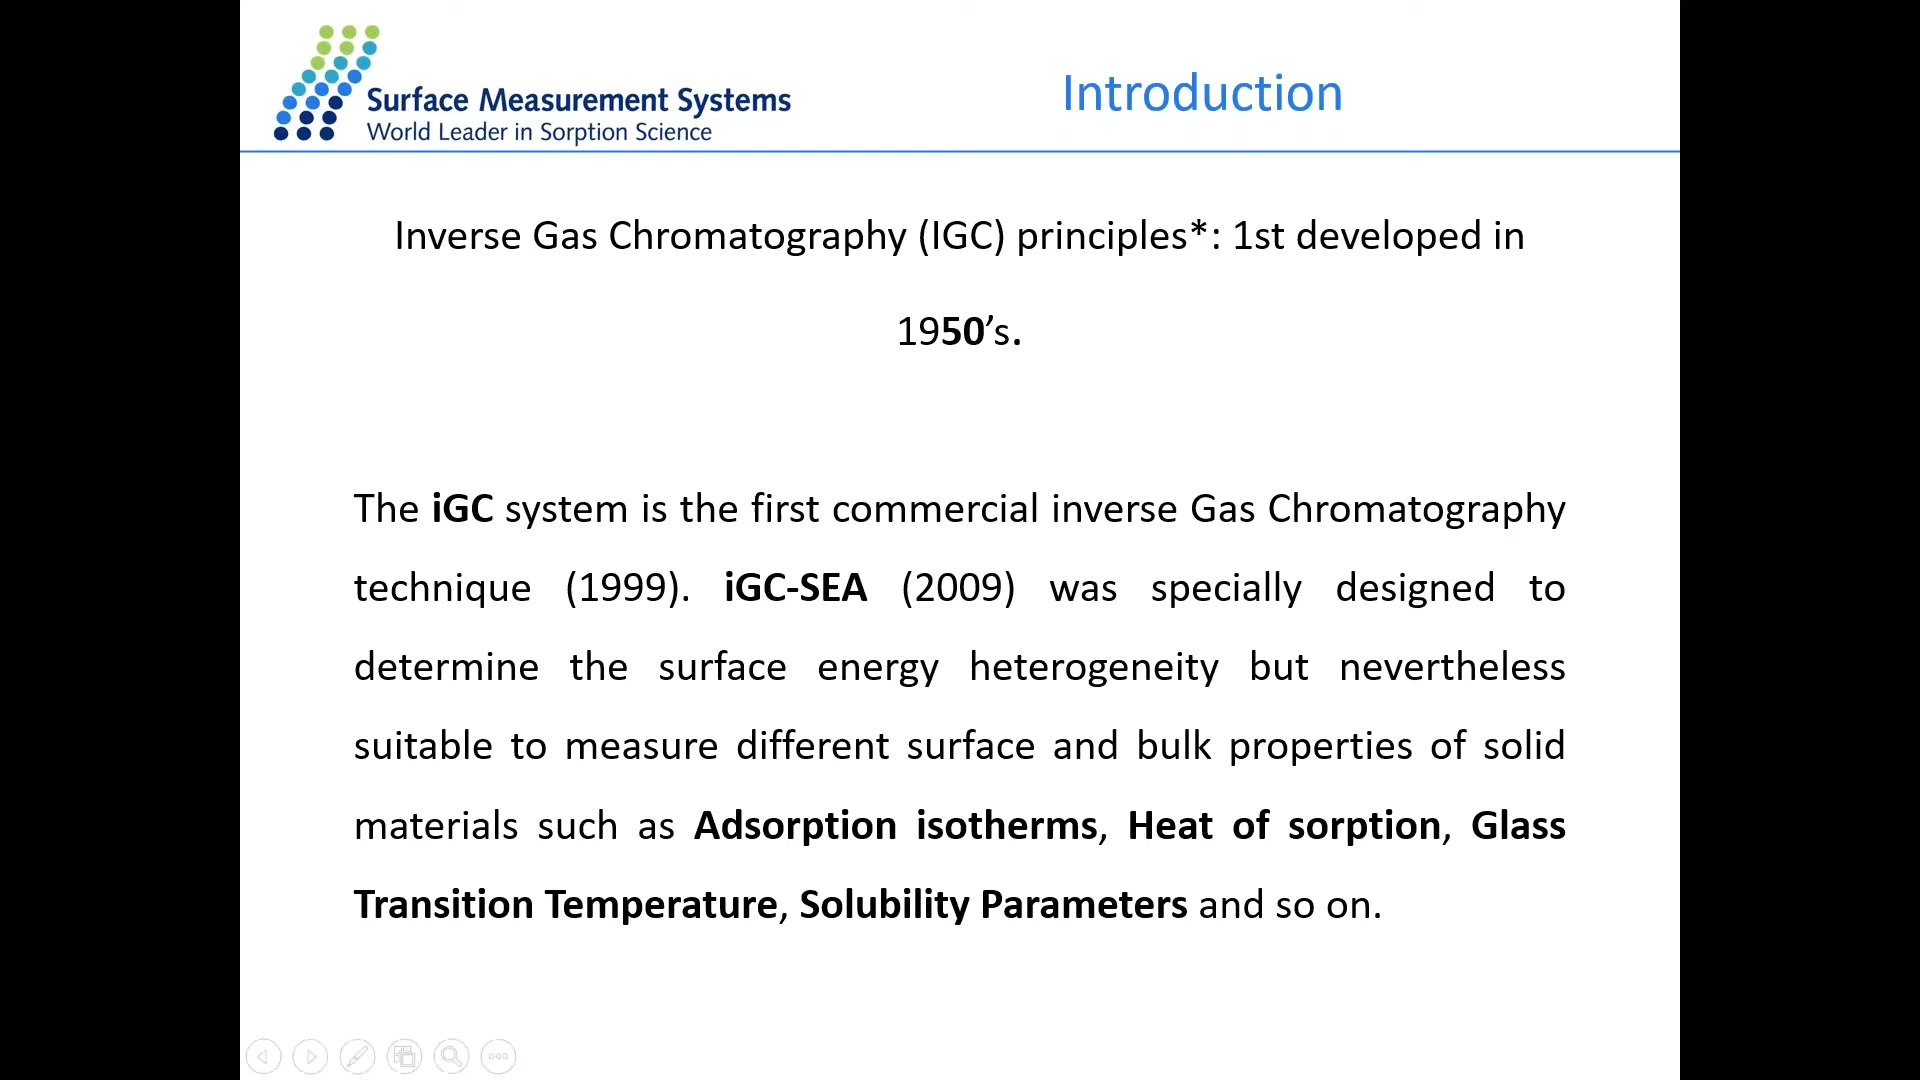 Surface Measurement Systems
World Leader in Sorption Science
Introduction
Inverse Gas Chromatography (IGC) principles*: 1st developed in
1950’s.
The iGC system is the first commercial inverse Gas Chromatography
technique (1999). iGC-SEA (2009) was specially designed to
determine the surface energy heterogeneity but nevertheless
suitable to measure different surface and bulk properties of solid
materials such as Adsorption isotherms, Heat of sorption, Glass
Transition Temperature, Solubility Parameters and so on.